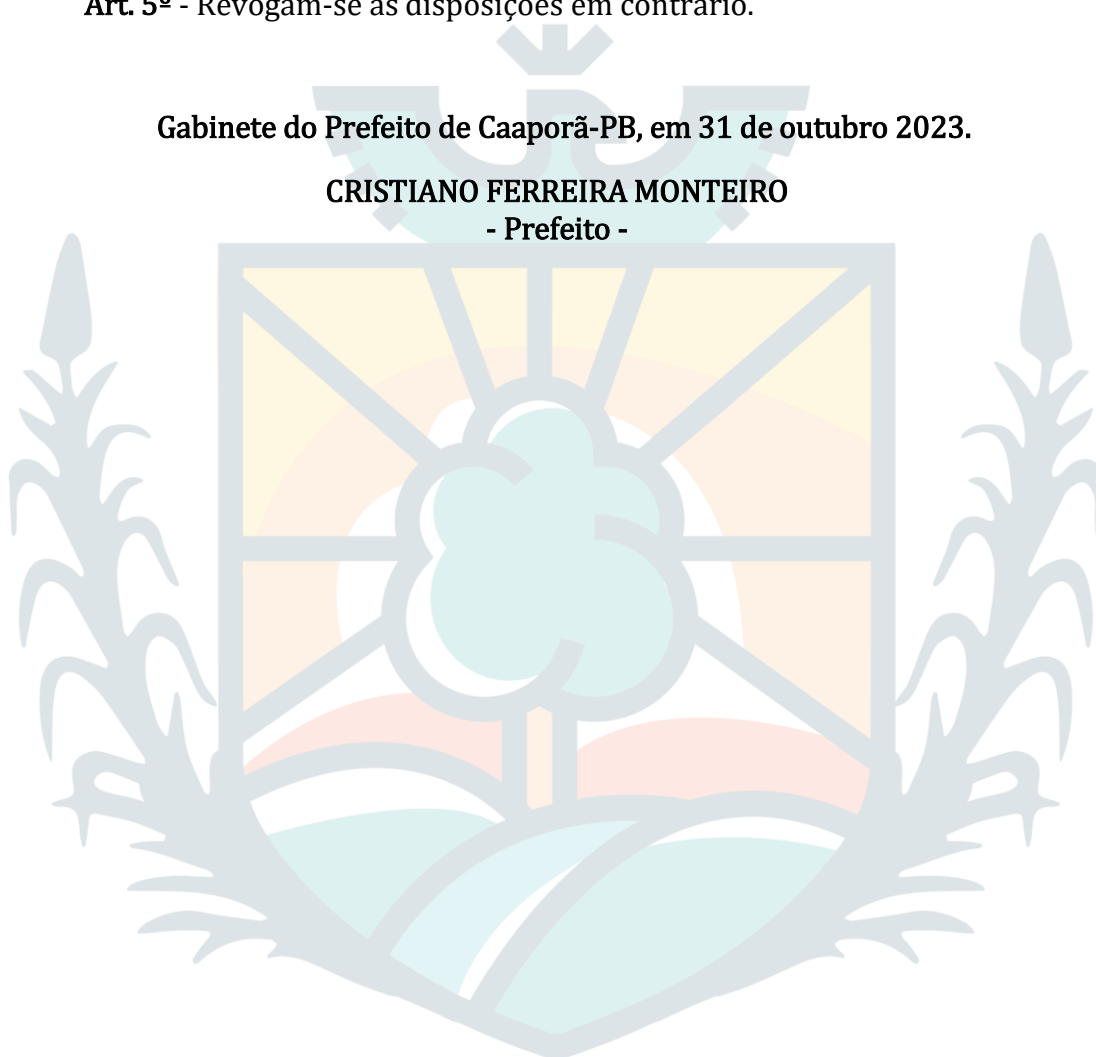 Art. 5º - Revogam-se as disposições em contrário.
Gabinete do Prefeito de Caaporã-PB, em 31 de outubro 2023.
CRISTIANO FERREIRA MONTEIRO
- Prefeito -